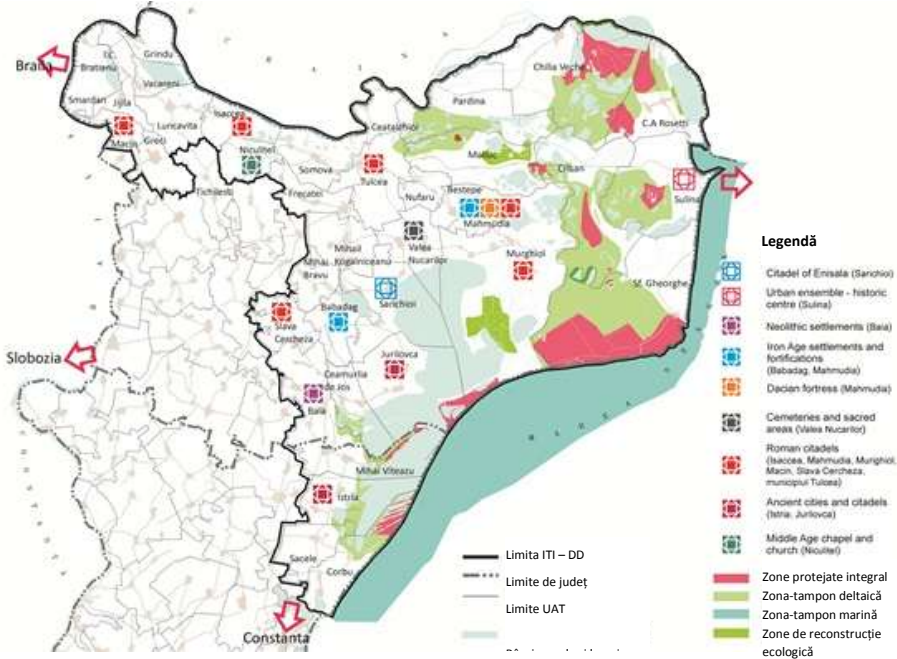 I.C.
Bratianu
Grindu
Vacareni
Braila
Smardan
Jijila
Luncavita
Isaccea
Macin
Greci
Niculitel
Tichilesti
Frecatei
Somova
Tulcea
Ceatalchioi
Pardina
Chilia Veche
C.A Rosetti
Maliuc
Crisan
Sulina
Nufaru
Bestepe
Mahmudia
Valea
Nucarilor
Murghiol
Sf. Gheorghe
Mihail
Kogalniceanu
Mihai
Bravu
Babadag
Sarichioi
Slava
Cercheza
Jurilovca
Ceamurlia
de Jos
Baia
Slobozia
Mihai Viteazu
Istria
Sacele
Corbu
Constanta
Legendă
Citadel of Enisala (Sarichioi)
Urban ensemble - historic
centre (Sulina)
Neolithic settlements (Baia)
Iron Age settlements and
fortifications
(Babadag, Mahmudia)
Dacian fortress (Mahmudia)
Cemeteries and sacred
areas (Valea Nucarilor)
Roman citadels
(Isaccea, Mahmudia, Murighiol,
Macin, Slava Cercheza,
municipiul Tulcea)
Ancient cities and citadels
(Istria, Jurilovca)
Middle Age chapel and
church (Niculitel)
Limita ITI – DD
Limite de județ
Limite UAT
Zone protejate integral
Zona-tampon deltaică
Zona-tampon marină
Zone de reconstrucție
ecologică